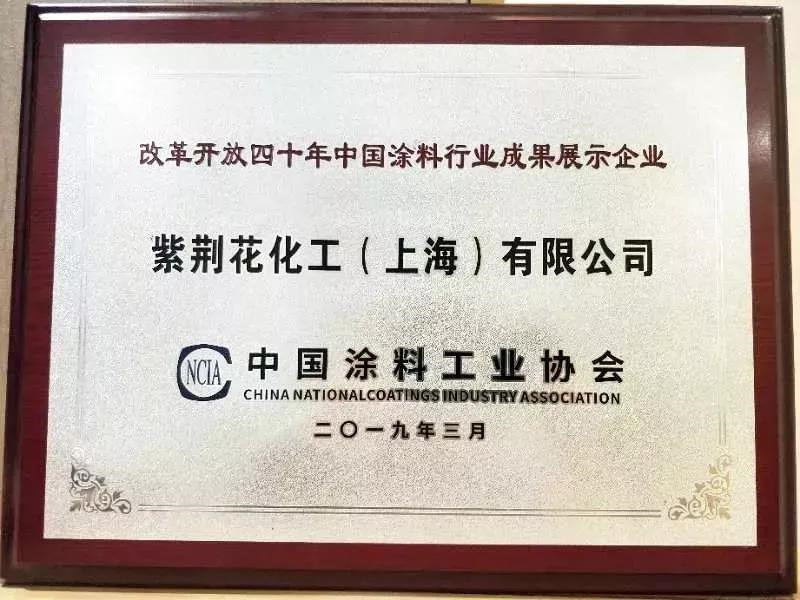 改革开放四十年中国涂料行业成果展示企业
紫荆花化工（上海）有限公司
NCIA
中国涂料工业协会
CHINA NATIONALCOATINGS INDUSTRY ASSOCIATION
二〇一九年三月